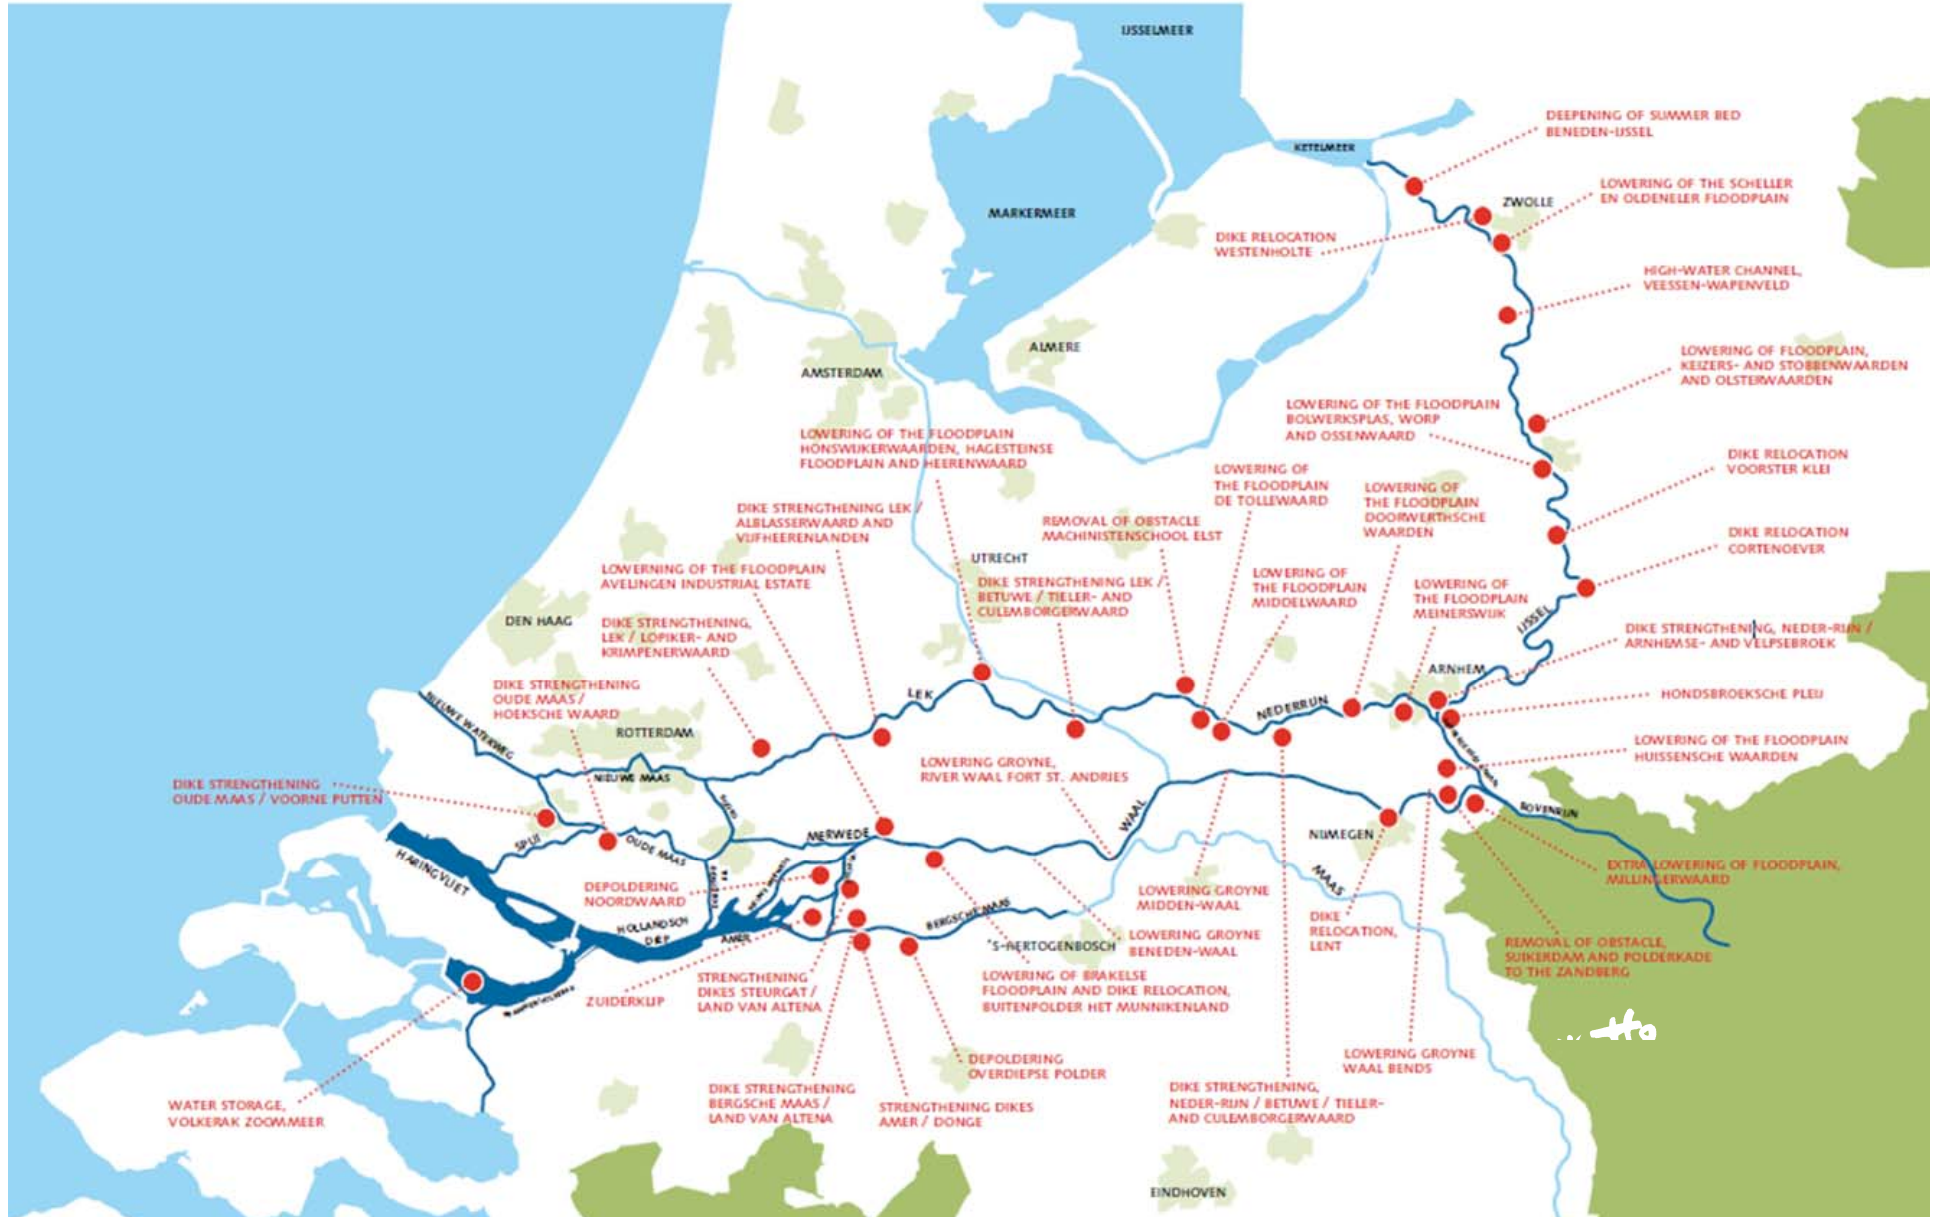 IJSSELMEER
KETELMEER
MARKERMEER
DEEPENING OF SUMMER BED
BENEDEN-IJSSEL
LOWERING OF THE SCHELLER
EN OLDENELER FLOODPLAIN
ZWOLLE
DIKE RELOCATION
WESTENHOLTE
HIGH-WATER CHANNEL,
VEESSEN-WAPENVELD
ALMERE
AMSTERDAM
LOWERING OF FLOODPLAIN,
KEIZERS- AND STOBBENWAARDEN
AND OLSTERWAARDEN
LOWERING OF THE FLOODPLAIN
BOLWERKSPLAS, WORP
AND OSSENWAARD
LOWERING OF THE FLOODPLAIN
HONSWIJKERWAARDEN, HAGESTEINSE
FLOODPLAIN AND HEERENWAARD
DIKE RELOCATION
VOORSTER KLEI
LOWERING OF
THE FLOODPLAIN
DE TOLLEWAARD
LOWERING OF
THE FLOODPLAIN
DOORWERTHSCHE
WAARDEN
DIKE STRENGTHENING LEK /
ALBLASSERWAARD AND
VIJFHEERENLANDEN
REMOVAL OF OBSTACLE
MACHINISTENSCHOOL ELST
DIKE RELOCATION
CORTENOEVER
UTRECHT
LOWERNING OF THE FLOODPLAIN
AVELINGEN INDUSTRIAL ESTATE
DIKE STRENGTHENING LEK /
BETUWE / TIELER- AND
CULEMBORGERWAARD
LOWERING OF
THE FLOODPLAIN
MIDDELWAARD
LOWERING OF
THE FLOODPLAIN
MEINERSWIJK
IJSSEL
DEN HAAG
DIKE STRENGTHENING,
LEK / LOPIKER- AND
KRIMPENERWAARD
DIKE STRENGTHENING, NEDER-RIJN /
ARNHEMSE- AND VELPSEBROEK
ARNHEM
DIKE STRENGTHENING
OUDE MAAS /
HOEKSCHE WAARD
LEK
NEDERRIJN
HONDSBROEKSCHE PLEIJ
NIEUWE WATERWEG
ROTTERDAM
NIEUWE MAAS
LOWERING OF THE FLOODPLAIN
HUISSENSCHE WAARDEN
LOWERING GROYNE,
RIVER WAAL FORT ST. ANDRIES
DIKE STRENGTHENING
OUDE MAAS / VOORNE PUTTEN
WAAL
BOVENRIJN
MERWEDE
NIJMEGEN
SPUI
OUDE MAAS
HARINGVLIET
EXTRA LOWERING OF FLOODPLAIN,
MILLINGERWAARD
MAAS
DEPOLDERING
NOORDWAARD
LOWERING GROYNE
MIDDEN-WAAL
BERGSCHE MAAS
HOLLANDSCH
DIEP
AMER
DIKE
RELOCATION,
LENT
LOWERING GROYNE
BENEDEN-WAAL
'S-HERTOGENBOSCH
REMOVAL OF OBSTACLE,
SUIKERDAM AND POLDERKADE
TO THE ZANDBERG
ZUIDERKLIP
STRENGTHENING
DIKES STEURGAT /
LAND VAN ALTENA
LOWERING OF BRAKELSE
FLOODPLAIN AND DIKE RELOCATION,
BUITENPOLDER HET MUNNIKENLAND
LOWERING GROYNE
WAAL BENDS
DEPOLDERING
OVERDIEPSE POLDER
WATER STORAGE,
VOLKERAK ZOOMMEER
DIKE STRENGTHENING
BERGSCHE MAAS /
LAND VAN ALTENA
STRENGTHENING DIKES
AMER / DONGE
DIKE STRENGTHENING,
NEDER-RIJN / BETUWE / TIELER-
AND CULEMBORGERWAARD
EINDHOVEN